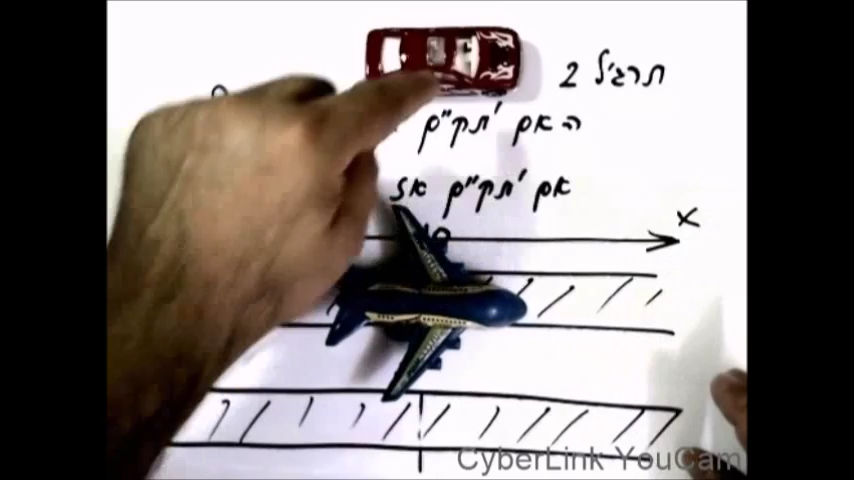 תרגיל 2
האם יתקיים
אם יתקיים אז
x
CyberLink YouCam